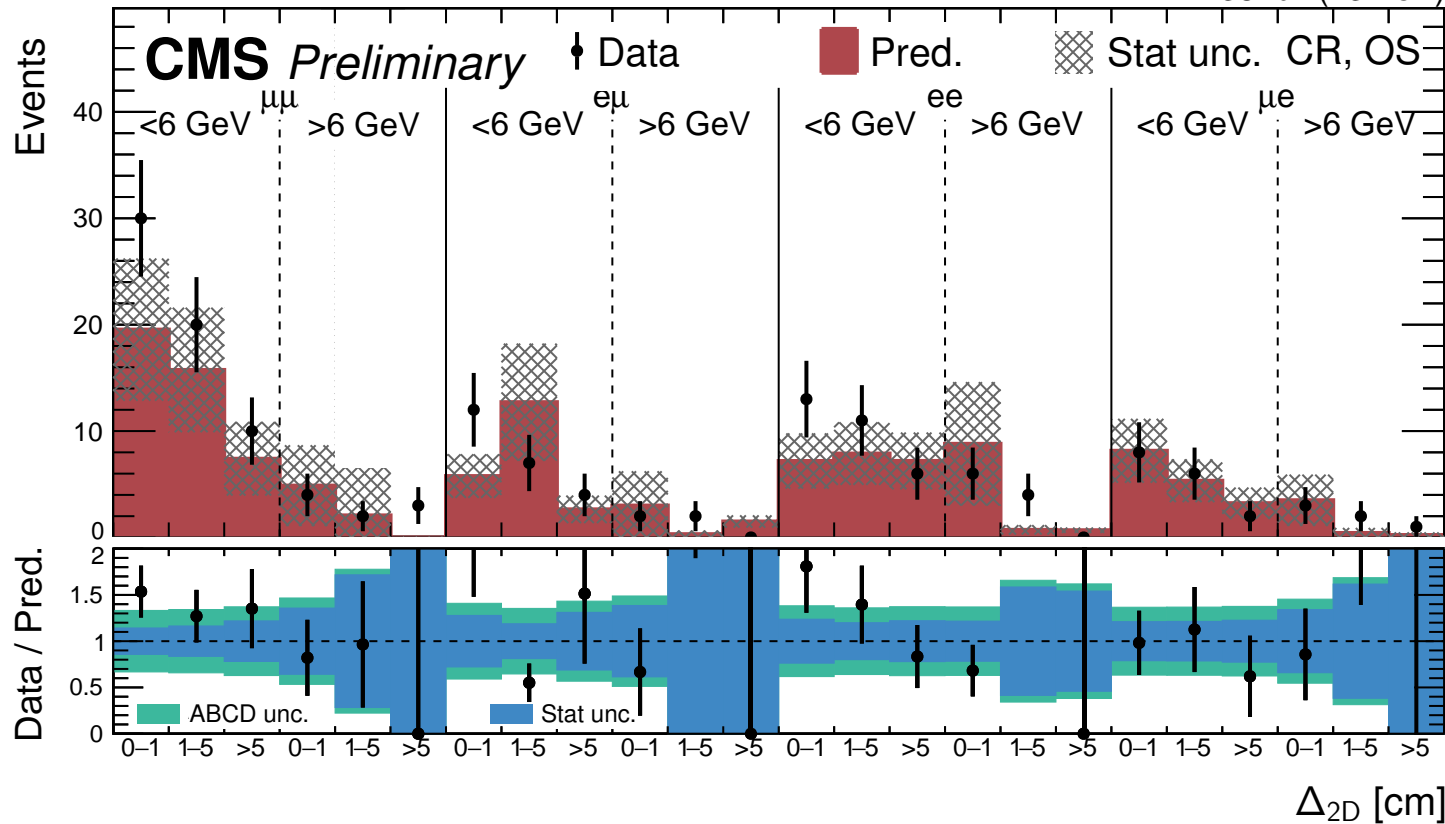 CMS Preliminary Data Pred. Stat unc. CR, OS
μμ eμ ee μe
<6 GeV >6 GeV <6 GeV >6 GeV <6 GeV >6 GeV <6 GeV >6 GeV
Events
40
30
20
10
0
Data / Pred.
2
1.5
1
0.5
0
ABCD unc. Stat unc.
0–1 1–5 >5 0–1 1–5 >5 0–1 1–5 >5 0–1 1–5 >5 0–1 1–5 >5 0–1 1–5 >5 0–1 1–5 >5 0–1 1–5 >5
Δ2D [cm]